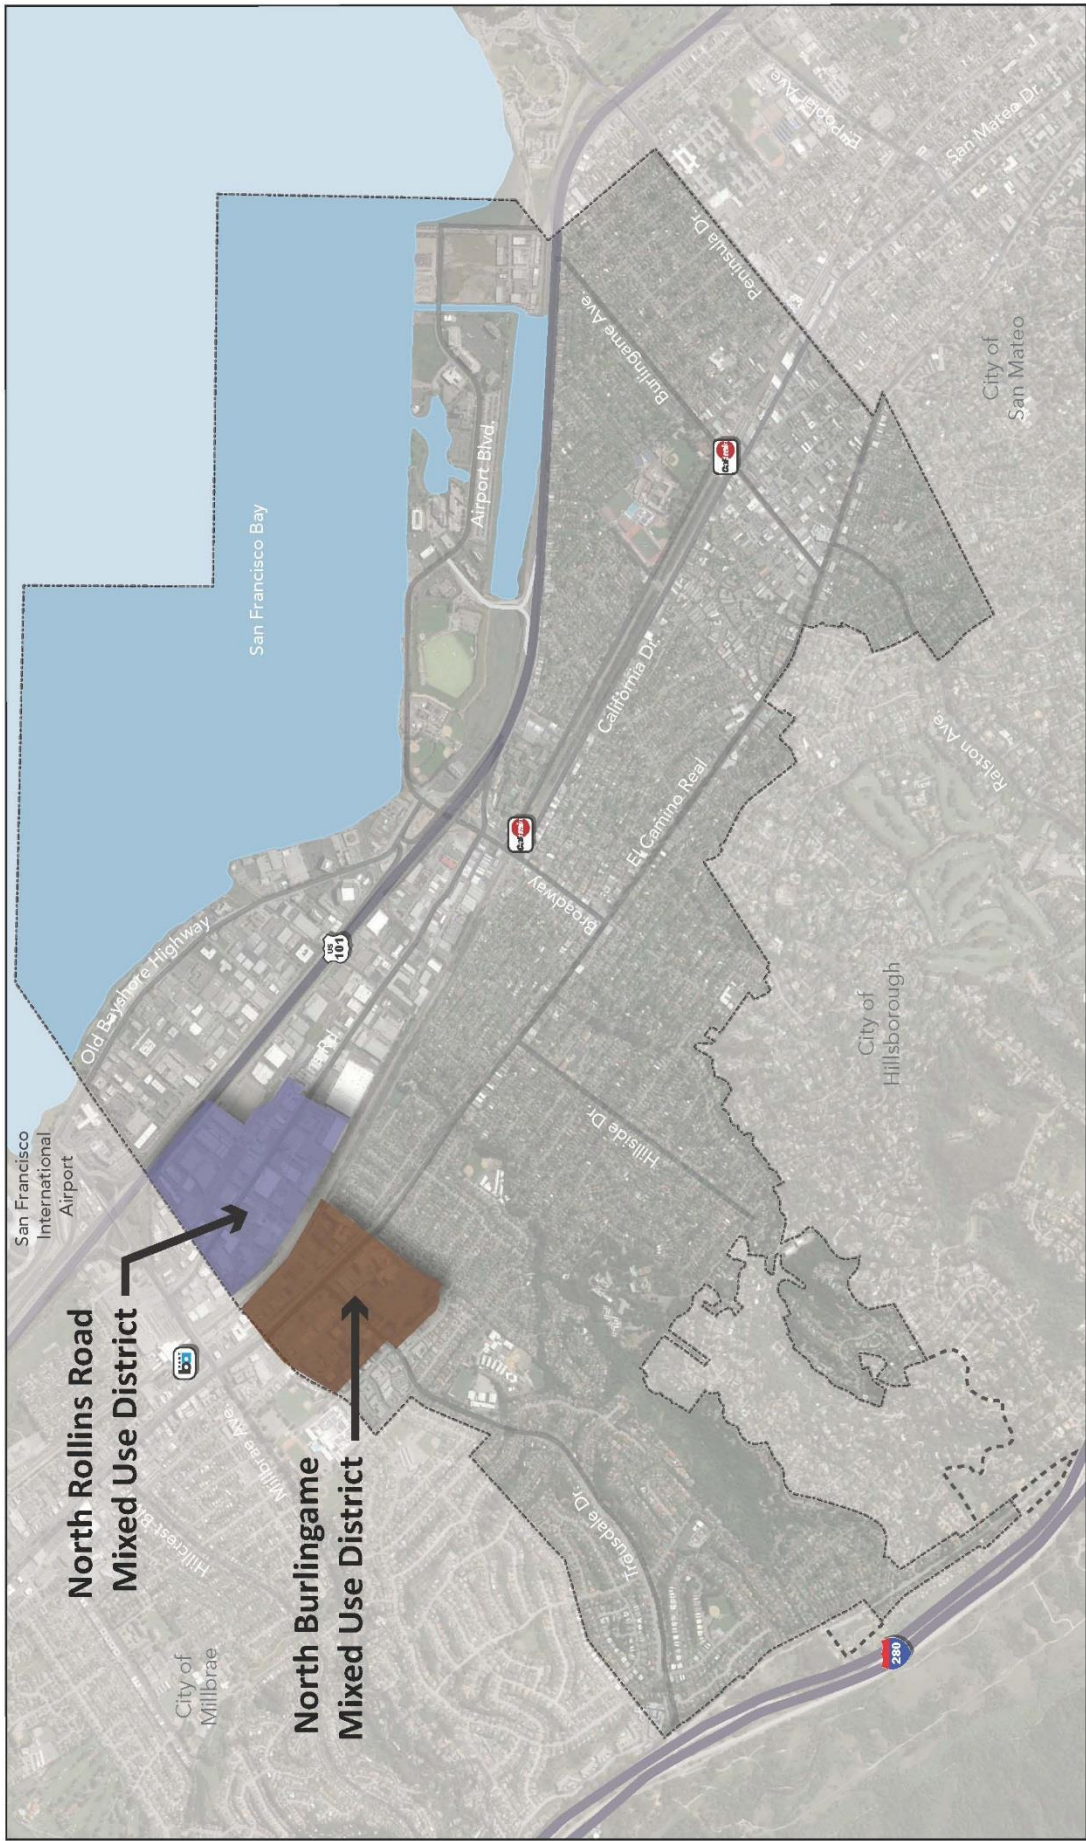 North Rollins Road
Mixed Use District
North Burlingame
Mixed Use District
San Francisco
International
Airport
San Francisco Bay
Old Bayshore Highway
Airport Blvd.
US
101
Rd
Millbrae Ave.
City of
Millbrae
Broadway
California Dr.
El Camino Real
Burlingame Ave.
Peninsula Dr.
E Poplar Ave
San Mateo Dr.
City of
San Mateo
Hillside Dr.
Ralston Ave
City of
Hillsborough
Trousdale Dr.
280